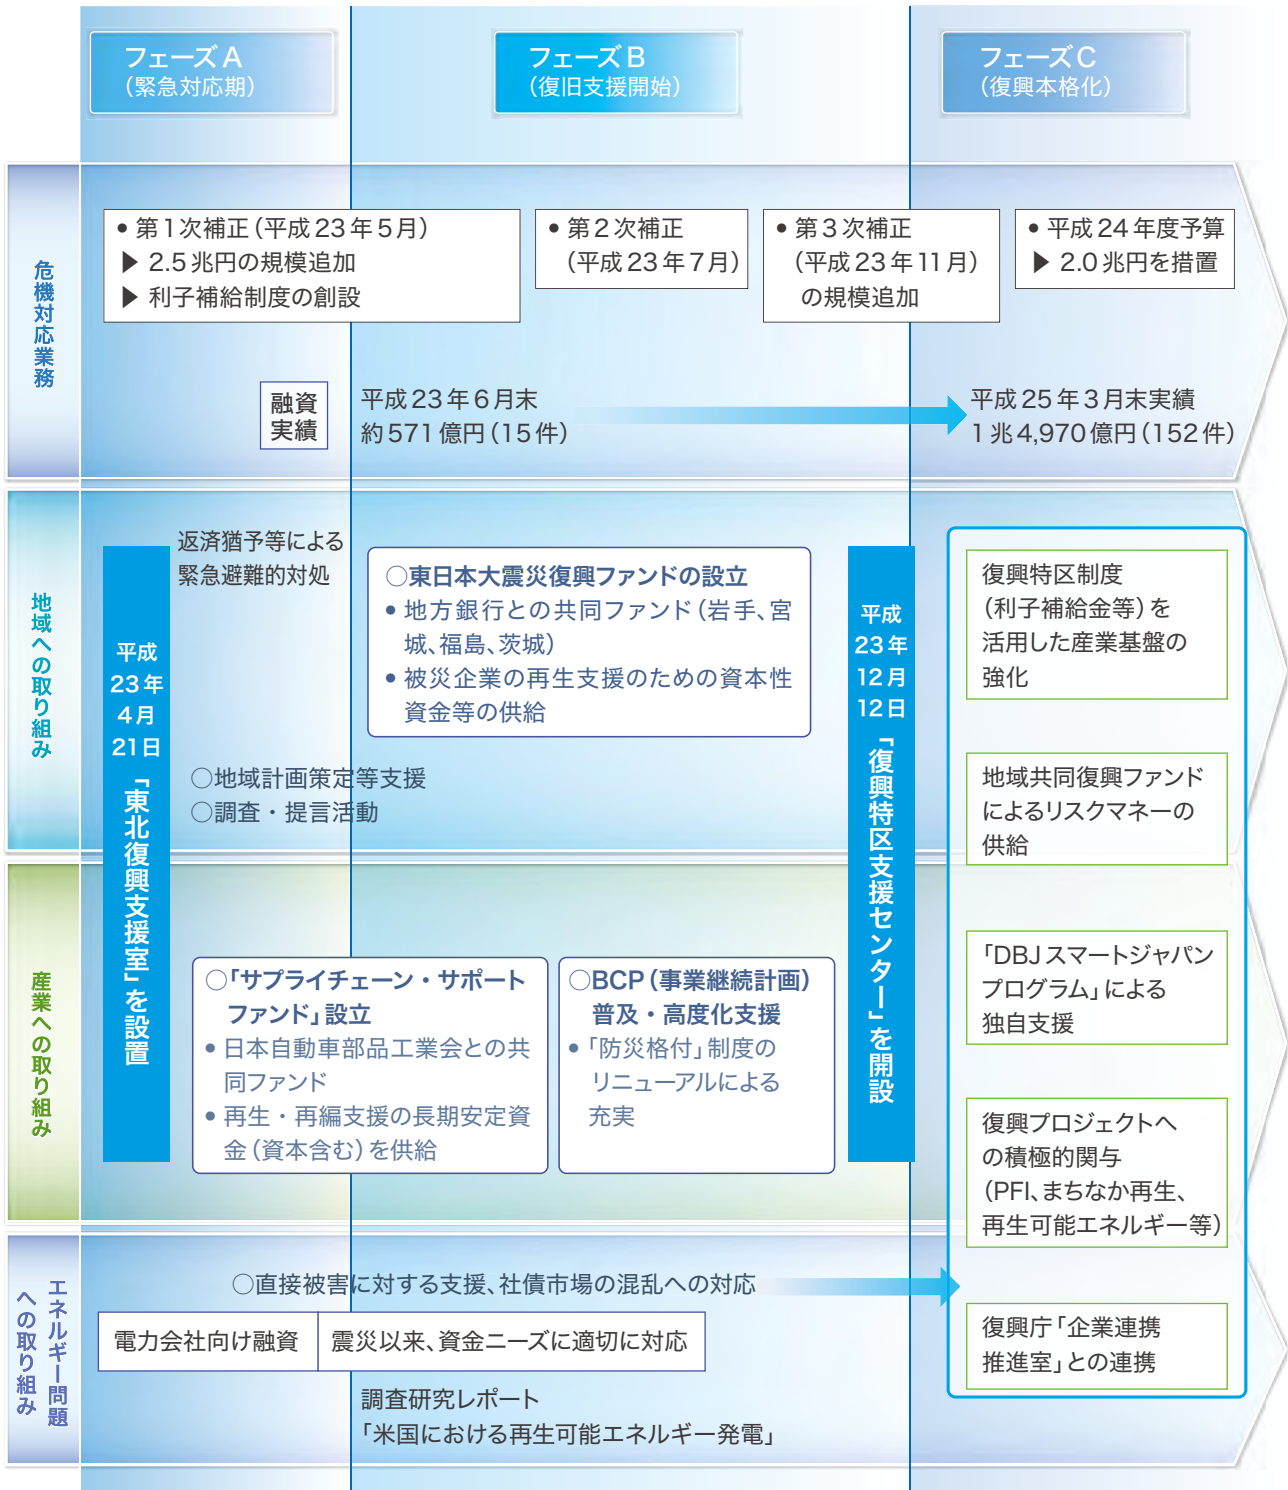 フェーズA
（緊急対応期）
フェーズB
（復旧支援開始）
フェーズC
（復興本格化）
危機対応業務
● 第1次補正（平成23年5月）
▶ 2.5兆円の規模追加
▶ 利子補給制度の創設
● 第2次補正
（平成23年7月）
● 第3次補正
（平成23年11月）
の規模追加
● 平成24年度予算
▶ 2.0兆円を措置
融資
実績
平成23年6月末
約571億円（15件）
平成25年3月末実績
1兆4,970億円（152件）
地域への取り組み
平成
23年
4月
21日
「東北復興支援室」を設置
返済猶予等による
緊急避難的対処
○東日本大震災復興ファンドの設立
● 地方銀行との共同ファンド（岩手、宮
城、福島、茨城）
● 被災企業の再生支援のための資本性
資金等の供給
○地域計画策定等支援
○調査・提言活動
平成
23年
12月
12日
「復興特区支援センター」を開設
復興特区制度
（利子補給金等）を
活用した産業基盤の
強化
地域共同復興ファンド
によるリスクマネーの
供給
産業への取り組み
○「サプライチェーン・サポート
ファンド」設立
● 日本自動車部品工業会との共
同ファンド
● 再生・再編支援の長期安定資
金（資本含む）を供給
○BCP（事業継続計画）
普及・高度化支援
● 「防災格付」制度の
リニューアルによる
充実
「DBJスマートジャパン
プログラム」による
独自支援
復興プロジェクトへ
の積極的関与
（PFI、まちなか再生、
再生可能エネルギー等）
エネルギー問題
への取り組み
○直接被害に対する支援、社債市場の混乱への対応
電力会社向け融資
震災以来、資金ニーズに適切に対応
調査研究レポート
「米国における再生可能エネルギー発電」
復興庁「企業連携
推進室」との連携